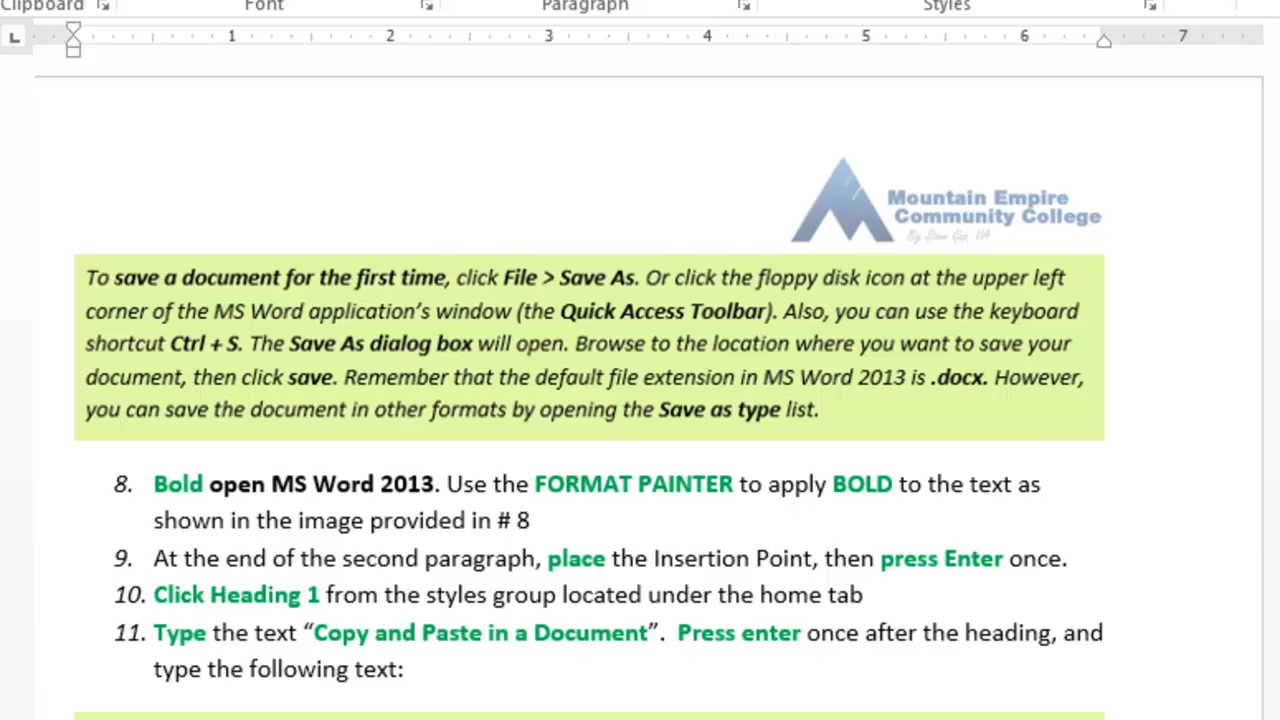 Clipboard Font Paragraph Styles
L 1 2 3 4 5 6 7
Mountain Empire
Community College
Big Stone Gap, VA
To save a document for the first time, click File > Save As. Or click the floppy disk icon at the upper left
corner of the MS Word application’s window (the Quick Access Toolbar). Also, you can use the keyboard
shortcut Ctrl + S. The Save As dialog box will open. Browse to the location where you want to save your
document, then click save. Remember that the default file extension in MS Word 2013 is .docx. However,
you can save the document in other formats by opening the Save as type list.
8. Bold open MS Word 2013. Use the FORMAT PAINTER to apply BOLD to the text as
shown in the image provided in # 8
9. At the end of the second paragraph, place the Insertion Point, then press Enter once.
10. Click Heading 1 from the styles group located under the home tab
11. Type the text “Copy and Paste in a Document”. Press enter once after the heading, and
type the following text: